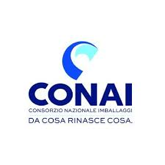 CONAI
CONSORZIO NAZIONALE IMBALLAGGI
DA COSA RINASCE COSA.